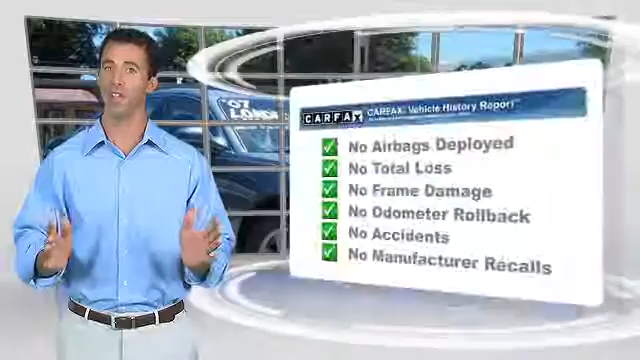 07
CARFAX CARFAX Vehicle History Report
No Airbags Deployed
No Total Loss
No Frame Damage
No Odometer Rollback
No Accidents
No Manufacturer Recalls